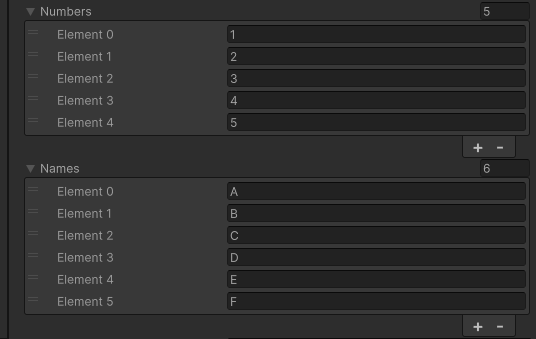 Numbers 5
Element 0 1
Element 1 2
Element 2 3
Element 3 4
Element 4 5
+ -
Names 6
Element 0 A
Element 1 B
Element 2 C
Element 3 D
Element 4 E
Element 5 F
+ -